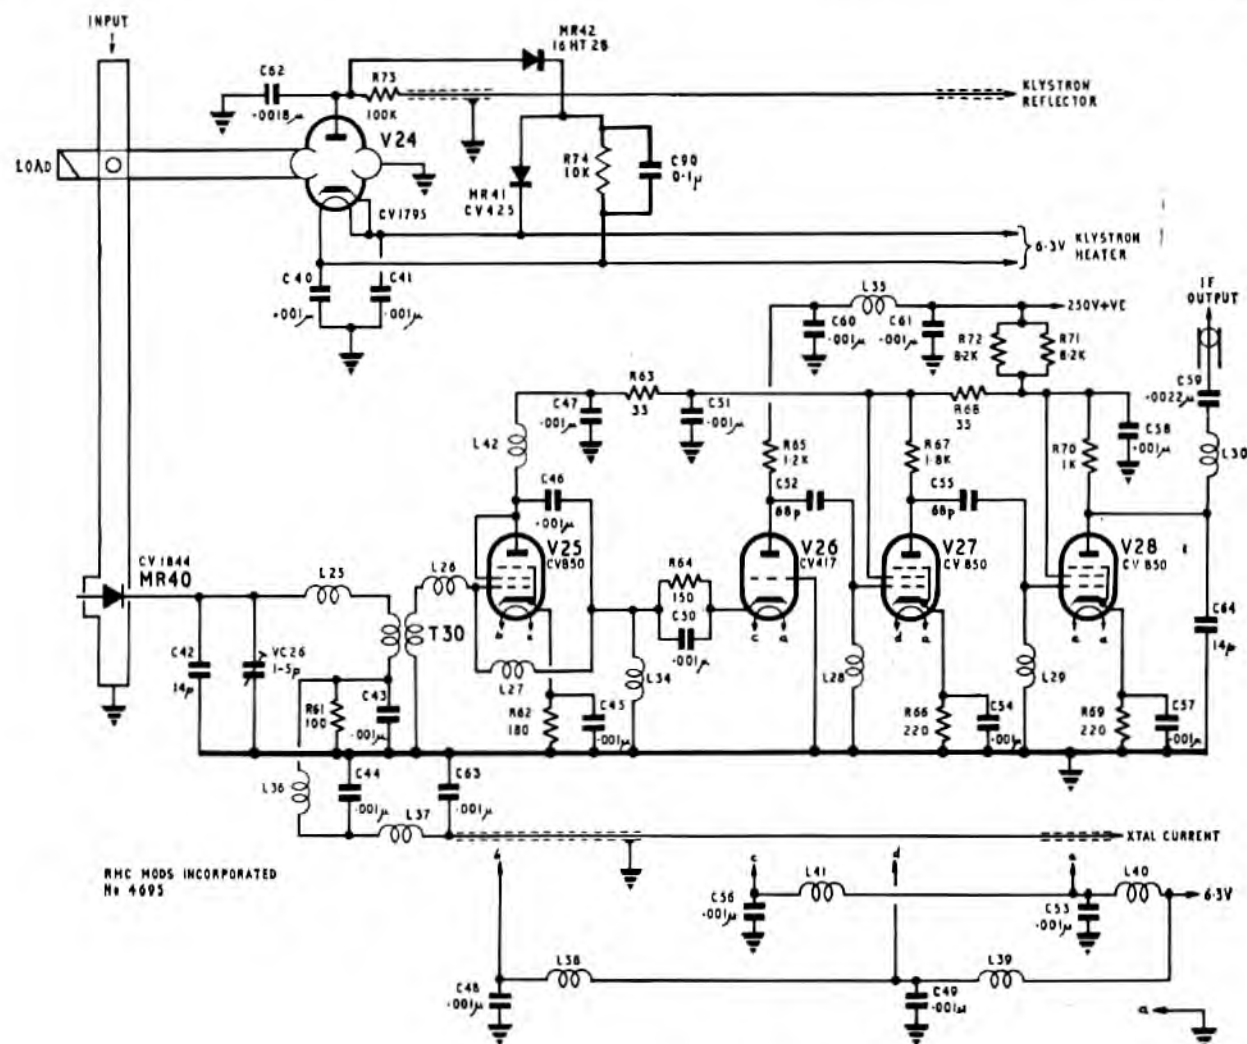 INPUT
MR42
16HT28
C62
·0018μ
R73
100K
KLYSTRON
REFLECTOR
V24
LOAD
R74
10K
C90
0·1μ
MR41
CV425
CV1795
6·3V
KLYSTRON
HEATER
C40
·001μ
C41
·001μ
L35
250V+VE
IF
OUTPUT
C60
·001μ
C61
·001μ
R72
8·2K
R71
8·2K
R63
33
C47
·001μ
C51
·001μ
R68
33
C59
·0022μ
C58
·001μ
L42
R65
1·2K
R67
1·8K
R70
1K
L30
C46
·001μ
C52
68p
C55
68p
V25
CV850
V26
CV417
V27
CV850
V28
CV850
CV1844
MR40
L25
L26
R64
150
C50
·001μ
b
a
c
a
d
a
a
a
T30
C64
14p
C42
14p
VC26
1-5p
L27
L34
L28
L29
R61
100
C43
·001μ
R62
180
C45
·001μ
R66
220
C54
·001μ
R69
220
C57
·001μ
L36
C44
·001μ
C63
·001μ
L37
XTAL CURRENT
c
d
RMC MODS INCORPORATED
No 4695
L41
L40
6·3V
C56
·001μ
C53
·001μ
L38
L39
C48
·001μ
C49
·001μ
a